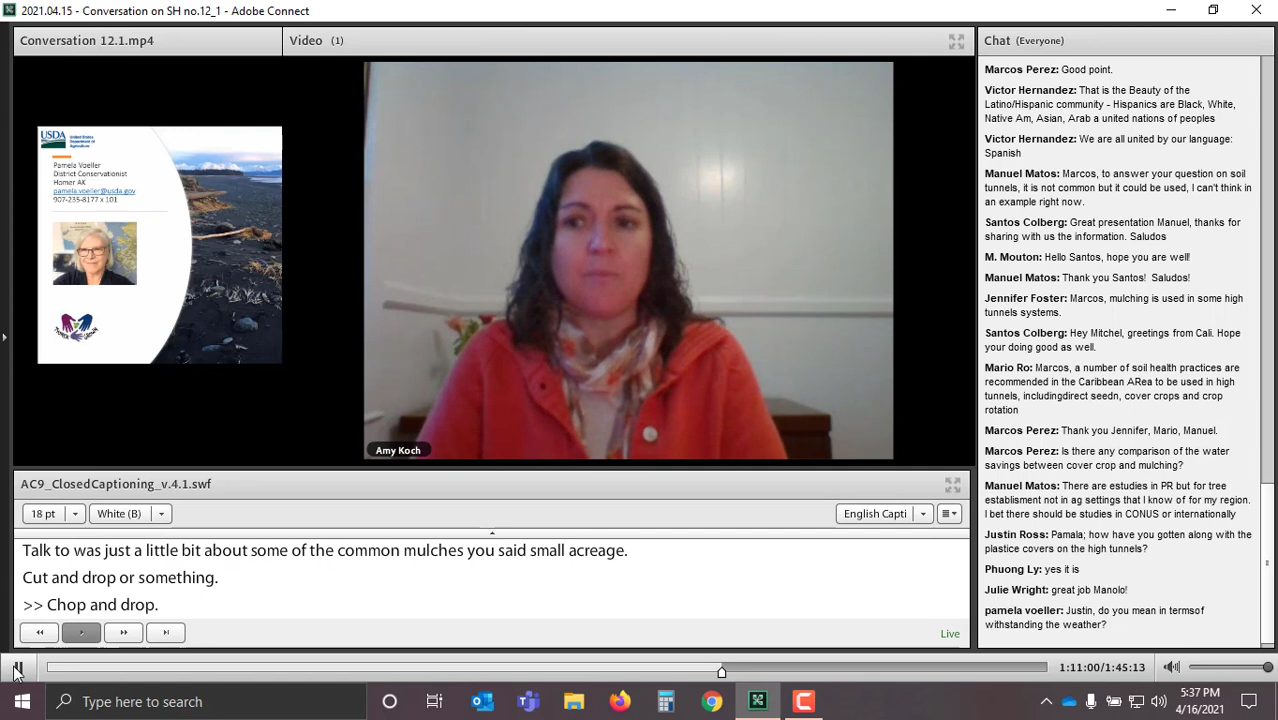 2021.04.15 - Conversation on SH no.12_1 - Adobe Connect
Conversation 12.1.mp4
Video (1)
USDA
United States
Department of
Agriculture
Pamela Voeller
District Conservationist
Homer AK
pamela.voeller@usda.gov
907-235-8177 x 101
Amy Koch
AC9_ClosedCaptioning_v.4.1.swf
18 pt
White (B)
English Capti
Talk to was just a little bit about some of the common mulches you said small acreage.
Cut and drop or something.
>> Chop and drop.
Live
Chat (Everyone)
Marcos Perez: Good point.
Victor Hernandez: That is the Beauty of the
Latino/Hispanic community - Hispanics are Black, White,
Native Am, Asian, Arab a united nations of peoples
Victor Hernandez: We are all united by our language:
Spanish
Manuel Matos: Marcos, to answer your question on soil
tunnels, it is not common but it could be used, I can't think in
an example right now.
Santos Colberg: Great presentation Manuel, thanks for
sharing with us the information. Saludos
M. Mouton: Hello Santos, hope you are well!
Manuel Matos: Thank you Santos! Saludos!
Jennifer Foster: Marcos, mulching is used in some high
tunnels systems.
Santos Colberg: Hey Mitchel, greetings from Cali. Hope
your doing good as well.
Mario Ro: Marcos, a number of soil health practices are
recommended in the Caribbean ARea to be used in high
tunnels, includingdirect seedn, cover crops and crop
rotation
Marcos Perez: Thank you Jennifer, Mario, Manuel.
Marcos Perez: Is there any comparison of the water
savings between cover crop and mulching?
Manuel Matos: There are estudies in PR but for tree
establisment not in ag settings that I know of for my region.
I bet there should be studies in CONUS or internationally
Justin Ross: Pamala; how have you gotten along with the
plastice covers on the high tunnels?
Phuong Ly: yes it is
Julie Wright: great job Manolo!
pamela voeller: Justin, do you mean in termsof
withstanding the weather?
1:11:00/1:45:13
Type here to search
5:37 PM
4/16/2021